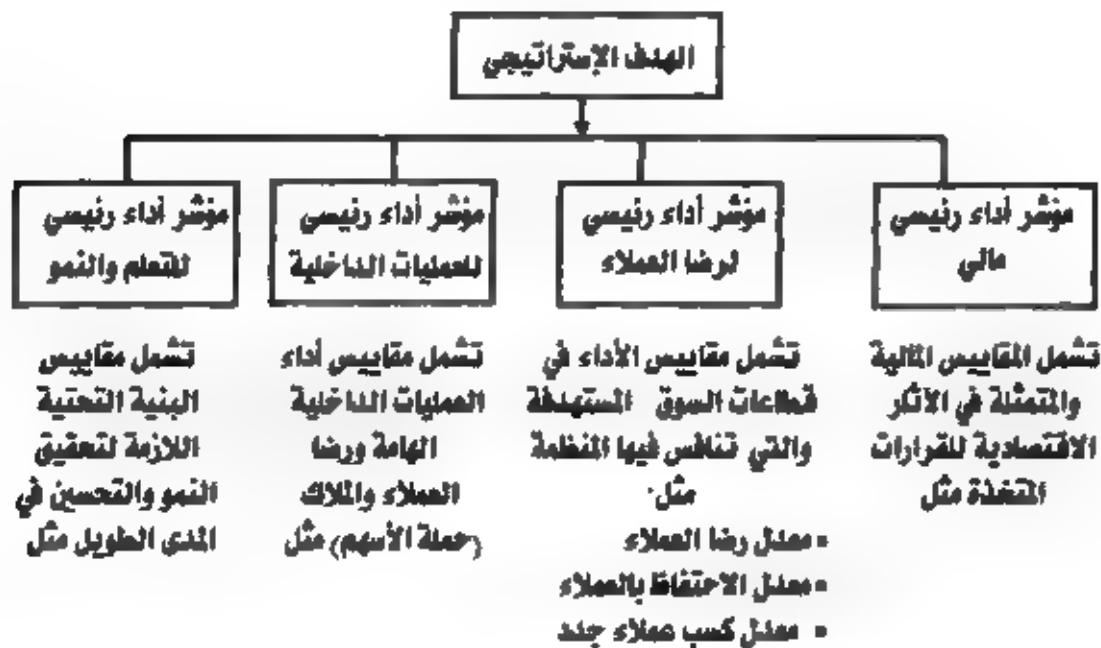 الهدف الإستراتيجي
مؤشر أداء رئيسي
مالي
تشمل المقاييس المالية
والمتمثلة في الآثار
الاقتصادية للقرارات
المتخذة مثل
مؤشر أداء رئيسي
لرضا العملاء
تشمل مقاييس الأداء في
قطاعات السوق المستهدفة
والتي تنافس فيها المنظمة
مثل:
• معدل رضا العملاء
• معدل الاحتفاظ بالعملاء
• معدل كسب عملاء جدد
مؤشر أداء رئيسي
للعمليات الداخلية
تشمل مقاييس أداء
العمليات الداخلية
الهامة ورضا
العملاء والملاك
(حملة الأسهم) مثل
مؤشر أداء رئيسي
للتعلم والنمو
تشمل مقاييس
البنية التحتية
اللازمة لتحقيق
النمو والتحسين في
المدى الطويل مثل